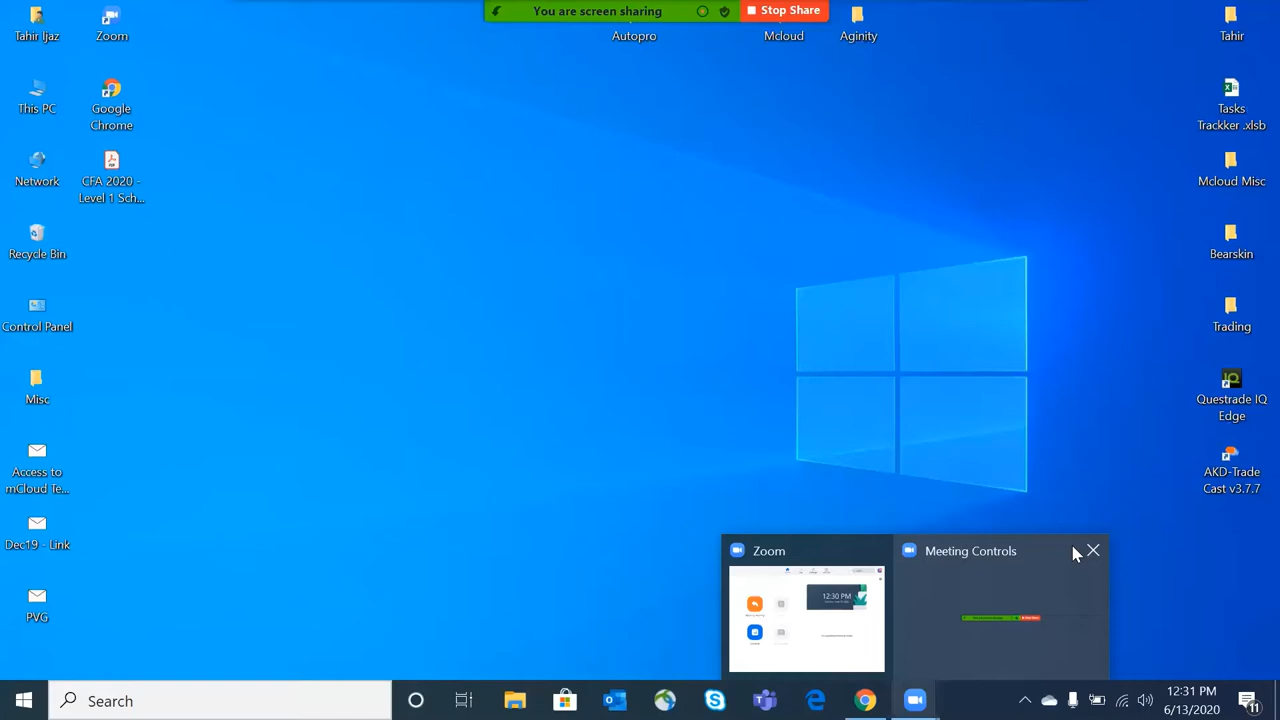 You are screen sharing
Stop Share
Tahir Ijaz
Zoom
Autopro
Mcloud
Aginity
Tahir
This PC
Google
Chrome
Tasks
Trackker .xlsb
Network
CFA 2020 -
Level 1 Sch...
Mcloud Misc
Recycle Bin
Bearskin
Control Panel
Trading
Misc
Questrade IQ
Edge
Access to
mCloud Te...
AKD-Trade
Cast v3.7.7
Dec19 - Link
PVG
Zoom
Meeting Controls
12:30 PM
Search
12:31 PM
6/13/2020
11